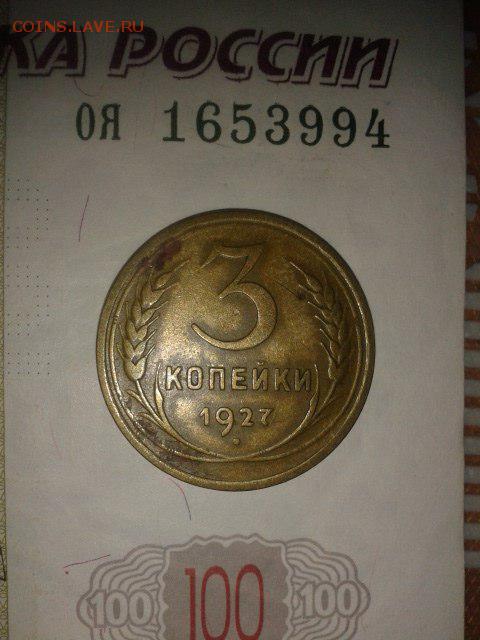 COINS.LAVE.RU
КА РОССИИ
ОЯ 1653994
3
КОПЕЙКИ
1927
100 100 100